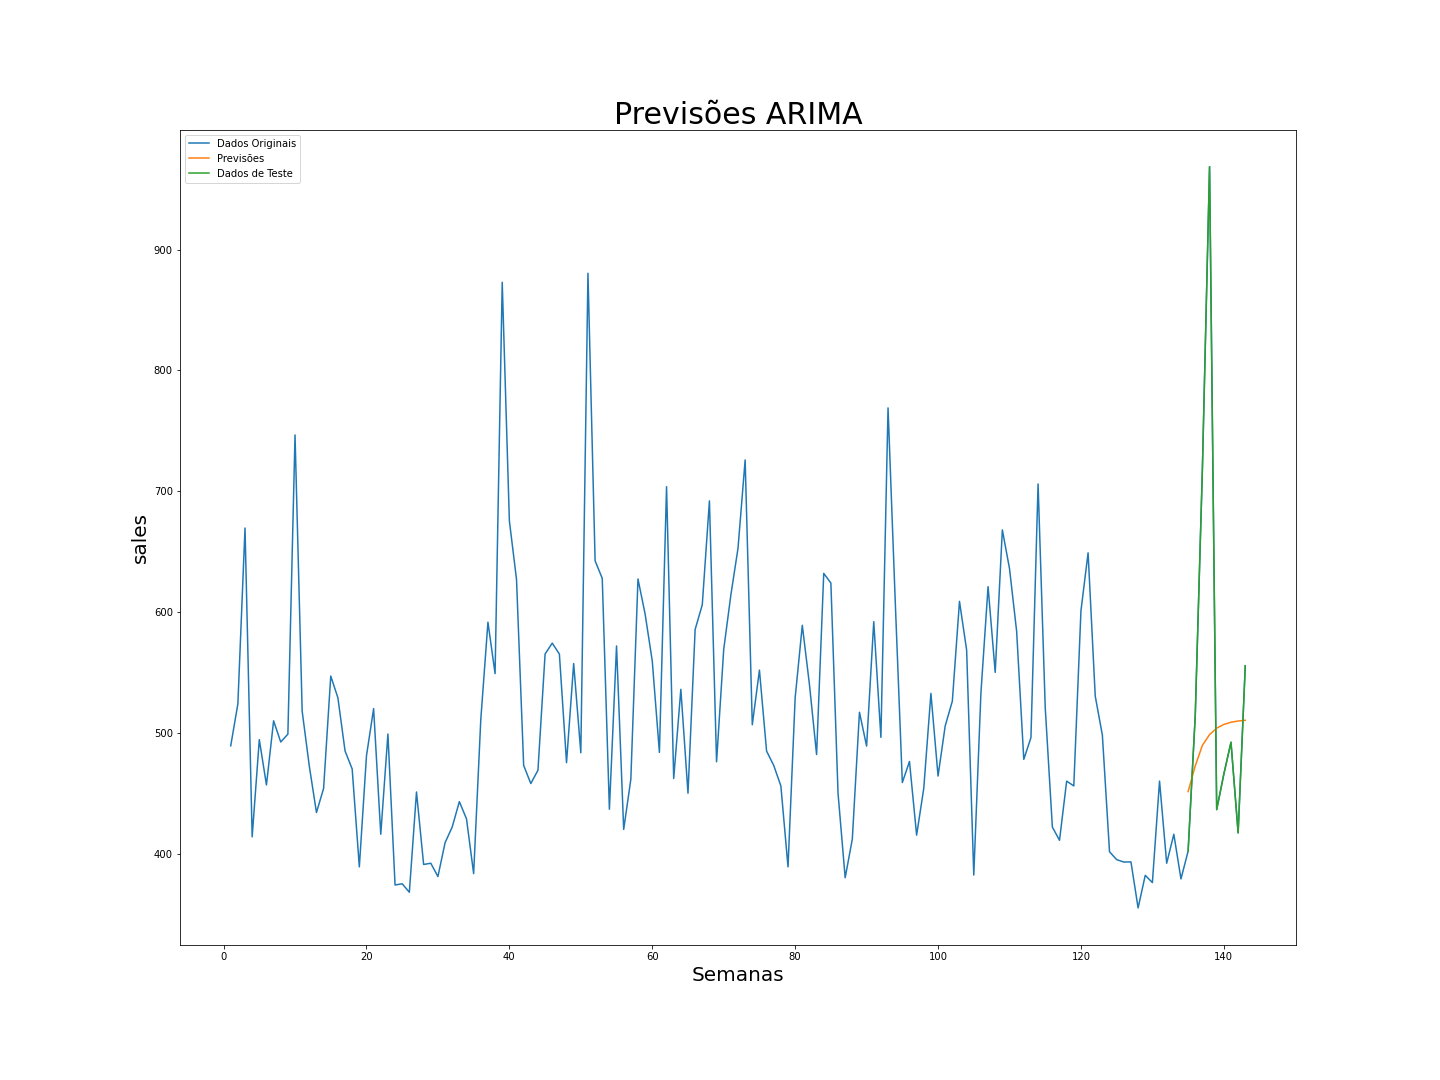 Previsões ARIMA
Dados Originais
Previsões
Dados de Teste
900
800
700
600
500
400
sales
0 20 40 60 80 100 120 140
Semanas